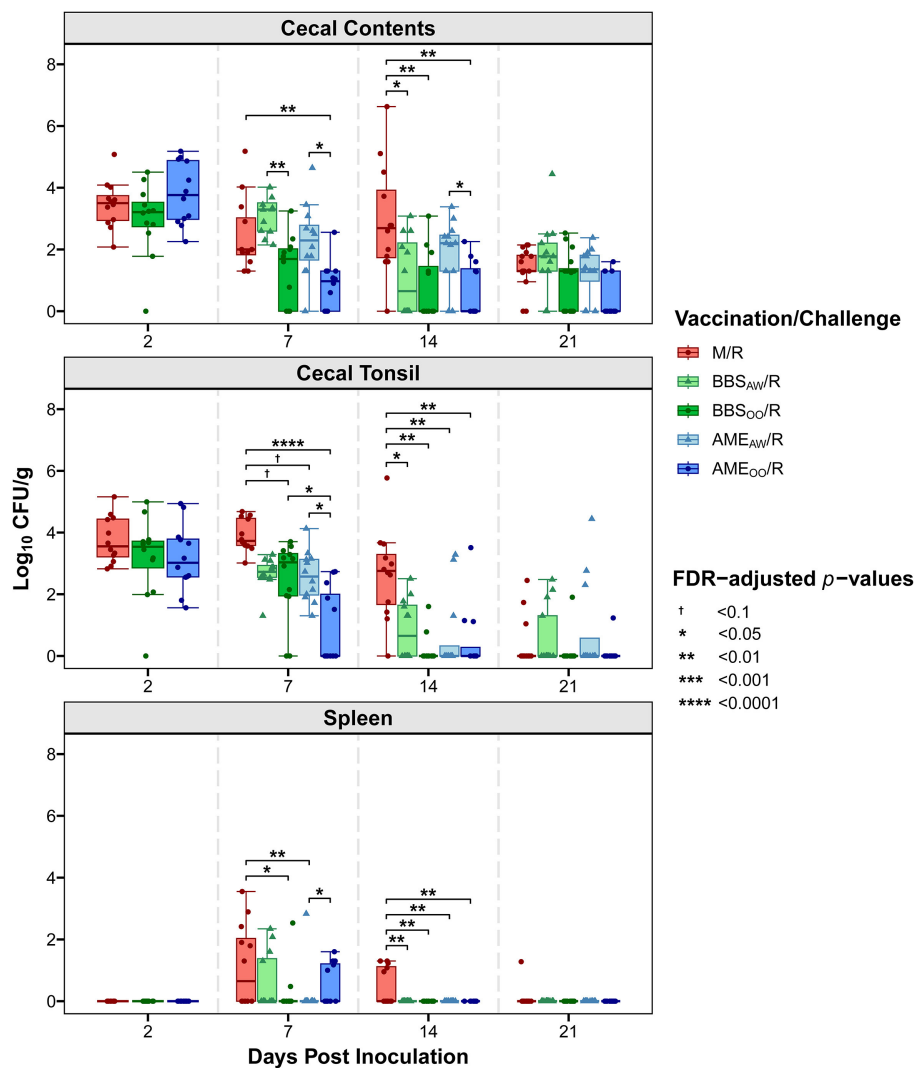 Cecal Contents
** ** * ** ** * *
8
6
4
2
0
2 7 14 21
Cecal Tonsil
**** † † * * ** ** ** *
8
6
4
2
0
2 7 14 21
Spleen
** * * ** ** ** **
8
6
4
2
0
2 7 14 21
Log10 CFU/g
Days Post Inoculation
Vaccination/Challenge
M/R
BBSAW/R
BBSOO/R
AMEAW/R
AMEOO/R
FDR−adjusted p−values
† <0.1
* <0.05
** <0.01
*** <0.001
**** <0.0001